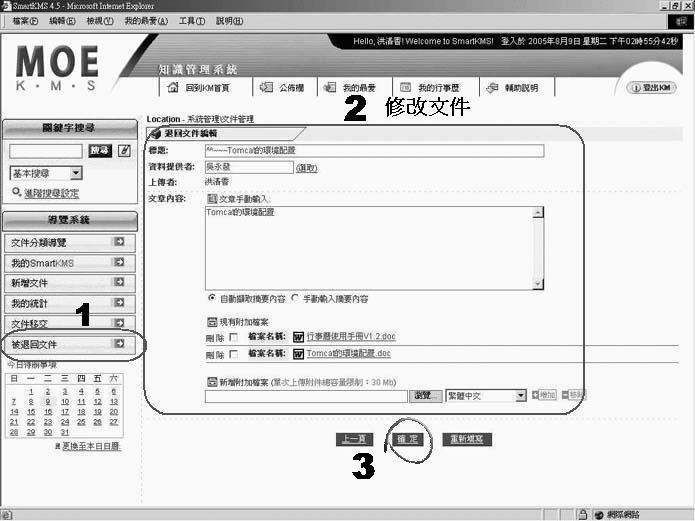 SmartKMS 4.5 - Microsoft Internet Explorer
檔案(F) 編輯(E) 檢視(V) 我的最愛(A) 工具(T) 說明(H)
Hello, 洪溎香! Welcome to SmartKMS! 登入於 2005年8月9日 星期二 下午02時55分42秒
MOE
K · M · S
知識管理系統
回到KM首頁 公佈欄 我的最愛 我的行事曆 輔助說明 登出KM
2 修改文件
Location - 系統管理\文件管理
關鍵字搜尋
搜尋
基本搜尋
進階搜尋設定
導覽系統
文件分類導覽
我的SmartKMS
新增文件
我的統計
1
文件移交
被退回文件
今日待辦事項
日 一 二 三 四 五 六
1 2 3 4 5 6
7 8 9 10 11 12 13
14 15 16 17 18 19 20
21 22 23 24 25 26 27
28 29 30 31
更換至本日日曆
退回文件編輯
標題: ^^~~~Tomcat的環境配置
資料提供者: 吳永發 (選取)
上傳者: 洪溎香
文章內容: 文章手動輸入:
Tomcat的環境配置
自動擷取摘要內容 手動輸入摘要內容
現有附加檔案
刪除 檔案名稱: 行事曆使用手冊V1.2.doc
刪除 檔案名稱: Tomcat的環境配置.doc
新增附加檔案 (單次上傳附件總容量限制：30 Mb)
瀏覽... 繁體中文 增加 移除
上一頁 確 定 重新填寫
3
網際網路